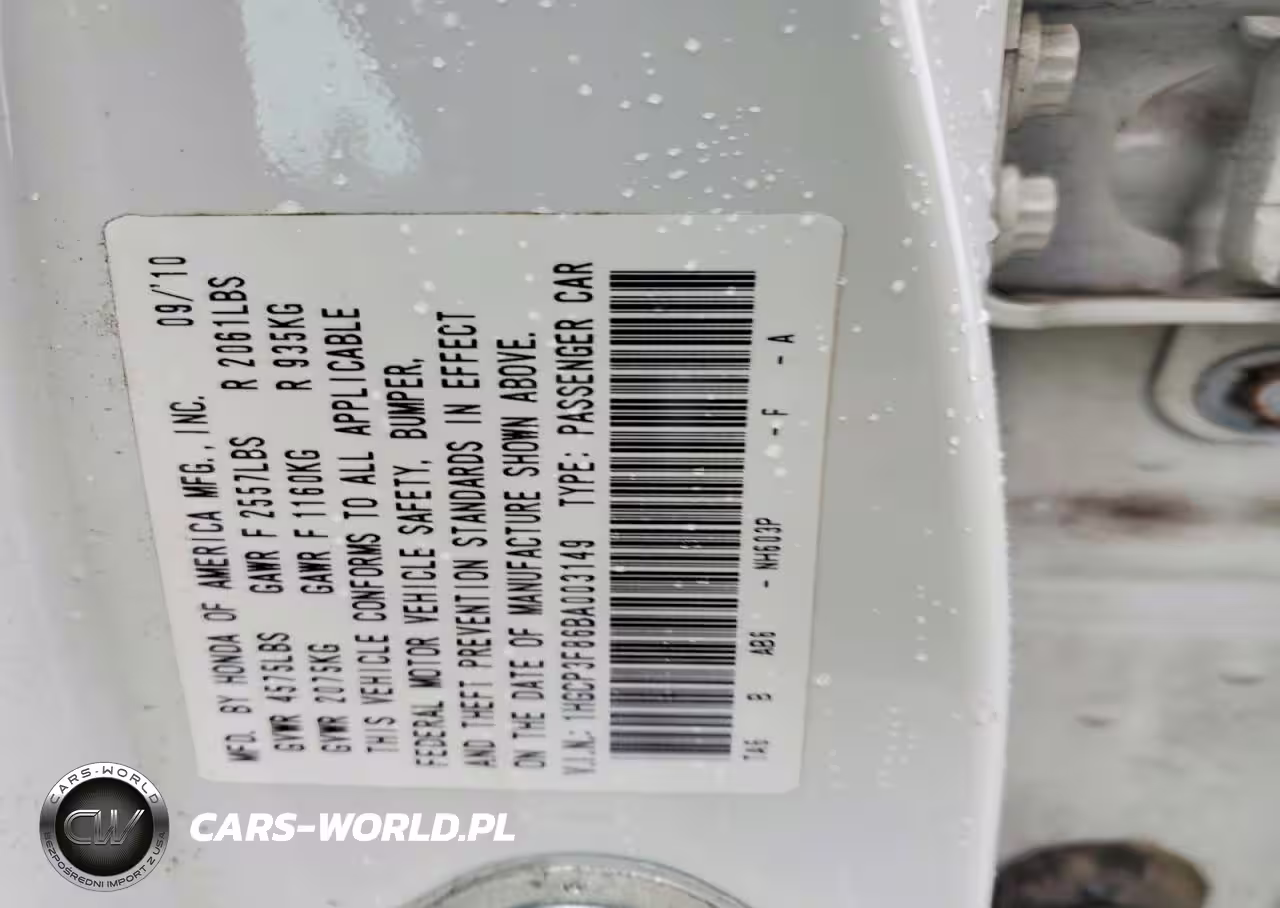 MFD. BY HONDA OF AMERICA MFG., INC. 09/'10
GVWR 4575LBS GAWR F 2557LBS R 2061LBS
GVWR 2075KG GAWR F 1160KG R 935KG
THIS VEHICLE CONFORMS TO ALL APPLICABLE
FEDERAL MOTOR VEHICLE SAFETY, BUMPER,
AND THEFT PREVENTION STANDARDS IN EFFECT
ON THE DATE OF MANUFACTURE SHOWN ABOVE.
V.I.N.: 1HGCP3F86BA003149 TYPE: PASSENGER CAR
TA6 B AB6 - NH603P - F - A
CARS-WORLD
CW
BEZPOŚREDNI IMPORT Z USA
CARS-WORLD.PL